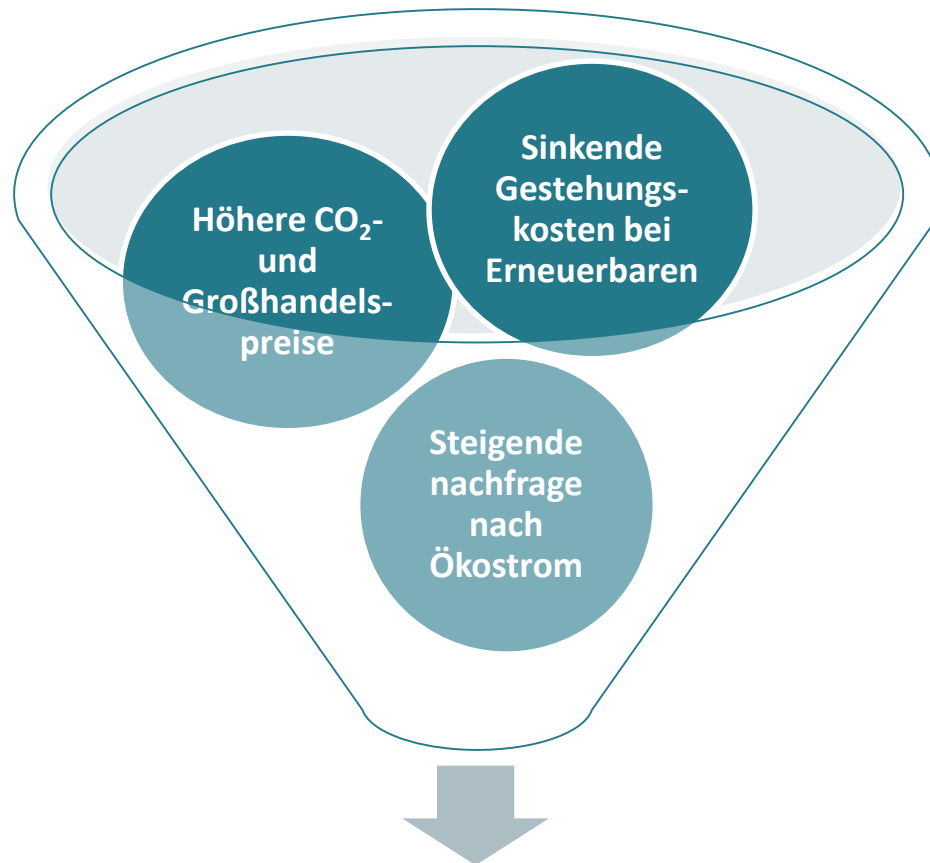 Höhere CO₂-
und
Großhandels-
preise
Sinkende
Gestehungs-
kosten bei
Erneuerbaren
Steigende
nachfrage
nach
Ökostrom